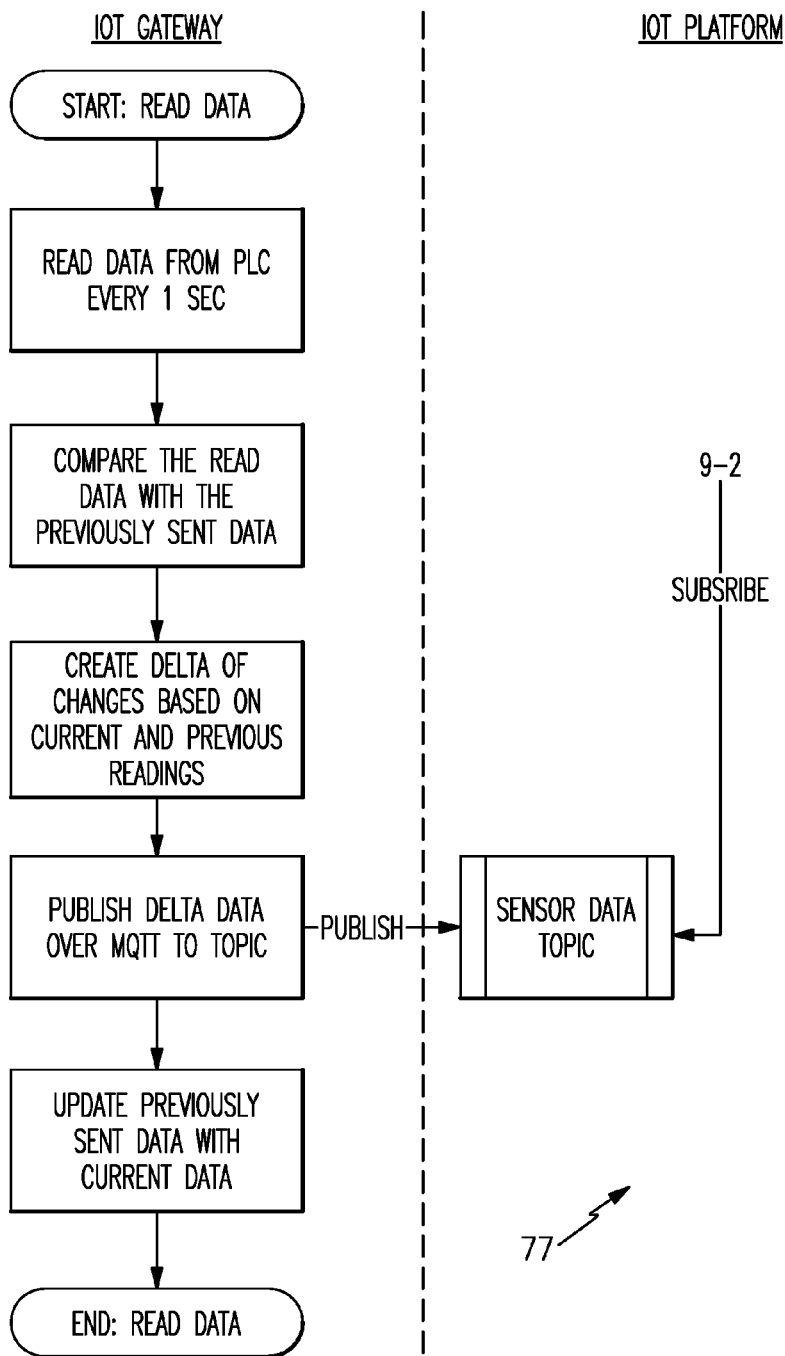 IOT GATEWAY
IOT PLATFORM
START: READ DATA
READ DATA FROM PLC
EVERY 1 SEC
COMPARE THE READ
DATA WITH THE
PREVIOUSLY SENT DATA
9-2
SUBSRIBE
CREATE DELTA OF
CHANGES BASED ON
CURRENT AND PREVIOUS
READINGS
PUBLISH DELTA DATA
OVER MQTT TO TOPIC
PUBLISH
SENSOR DATA
TOPIC
UPDATE PREVIOUSLY
SENT DATA WITH
CURRENT DATA
77
END: READ DATA